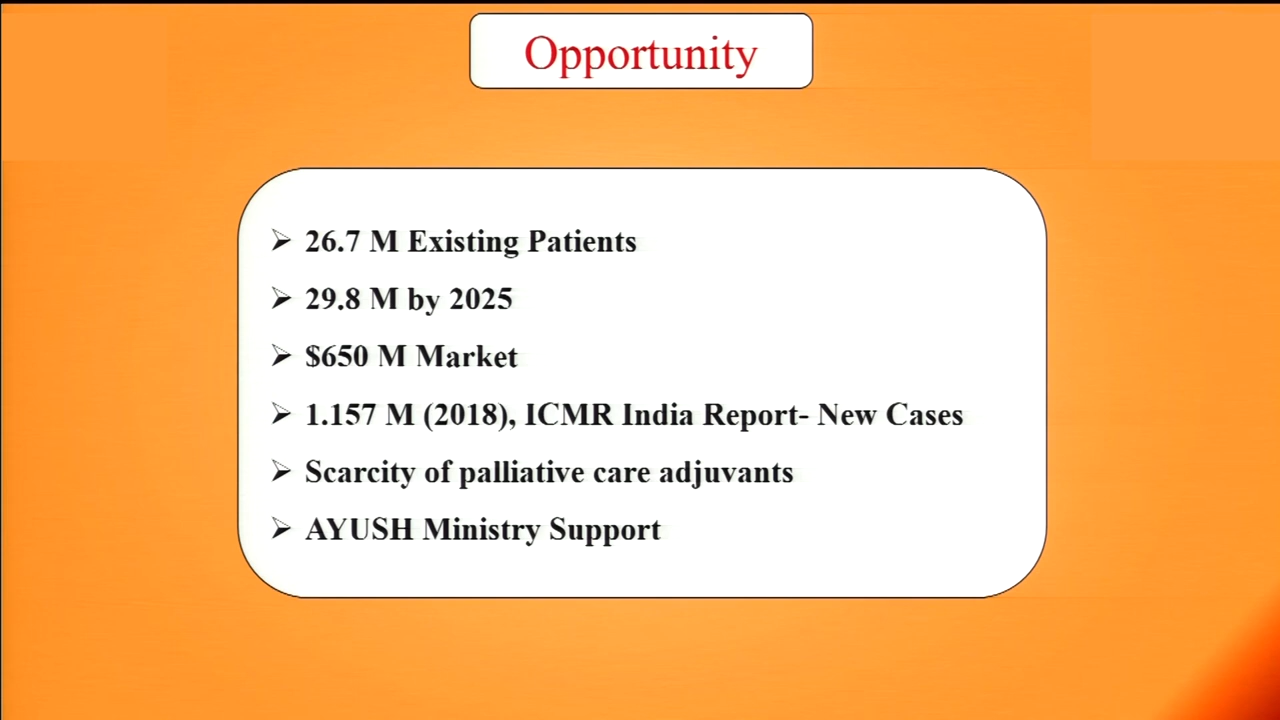 Opportunity
➢ 26.7 M Existing Patients
➢ 29.8 M by 2025
➢ $650 M Market
➢ 1.157 M (2018), ICMR India Report- New Cases
➢ Scarcity of palliative care adjuvants
➢ AYUSH Ministry Support